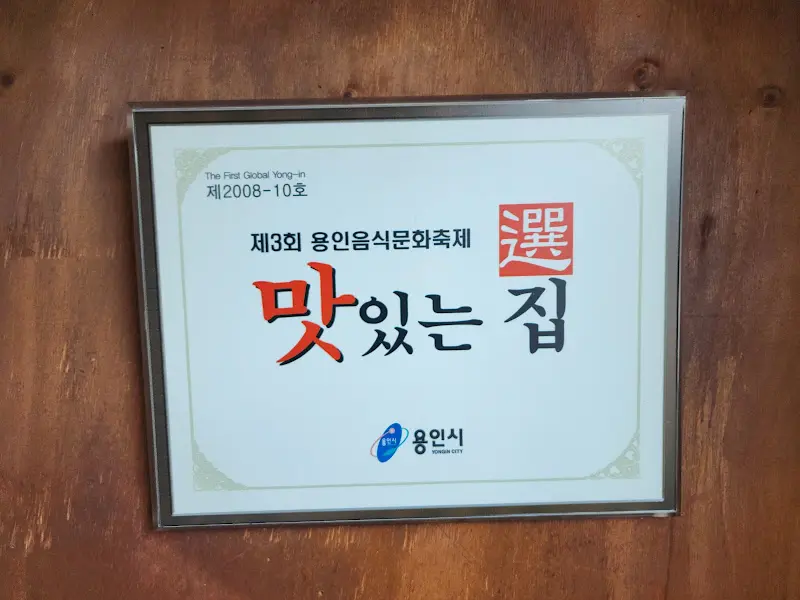 The First Global Yong-in
제2008-10호
제3회 용인음식문화축제
選
맛있는 집
용인시
용인시
YONGIN CITY